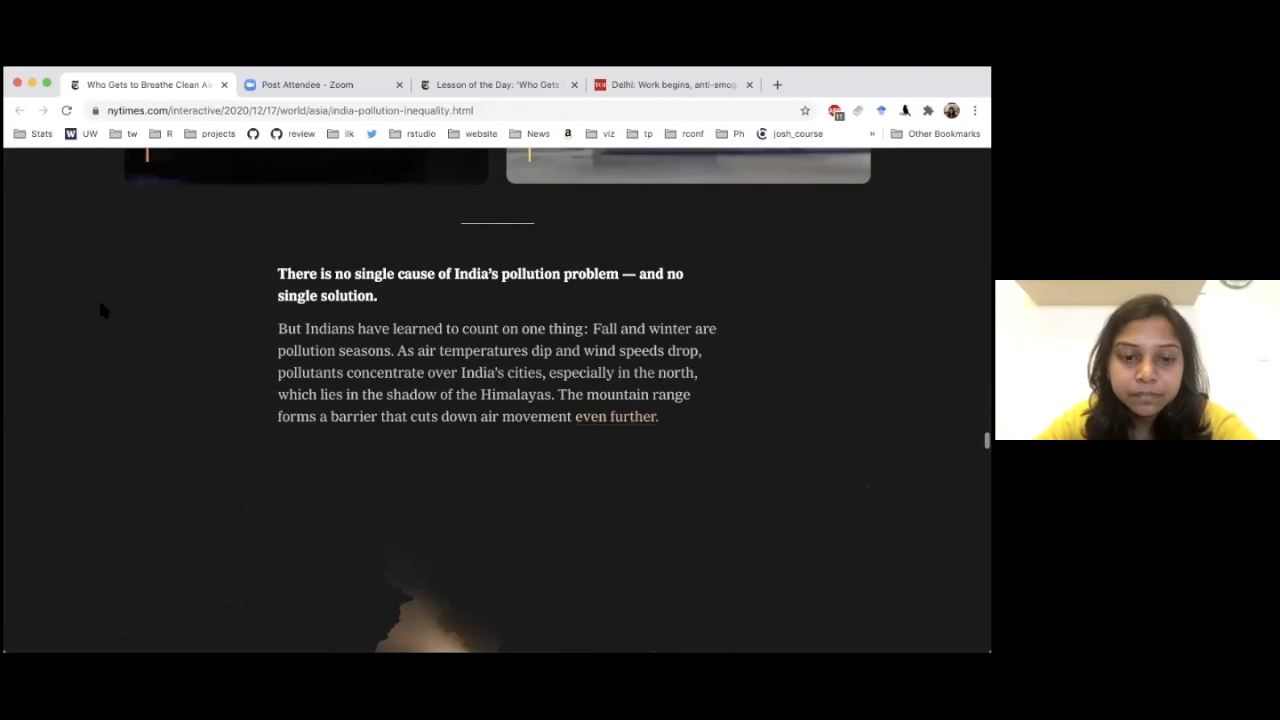 Who Gets to Breathe Clean Ai
Post Attendee - Zoom
Lesson of the Day: 'Who Gets
Delhi: Work begins, anti-smog
nytimes.com/interactive/2020/12/17/world/asia/india-pollution-inequality.html
Stats UW tw R projects review ilk rstudio website News viz tp rconf Ph josh_course » Other Bookmarks
There is no single cause of India's pollution problem — and no
single solution.
But Indians have learned to count on one thing: Fall and winter are
pollution seasons. As air temperatures dip and wind speeds drop,
pollutants concentrate over India's cities, especially in the north,
which lies in the shadow of the Himalayas. The mountain range
forms a barrier that cuts down air movement even further.